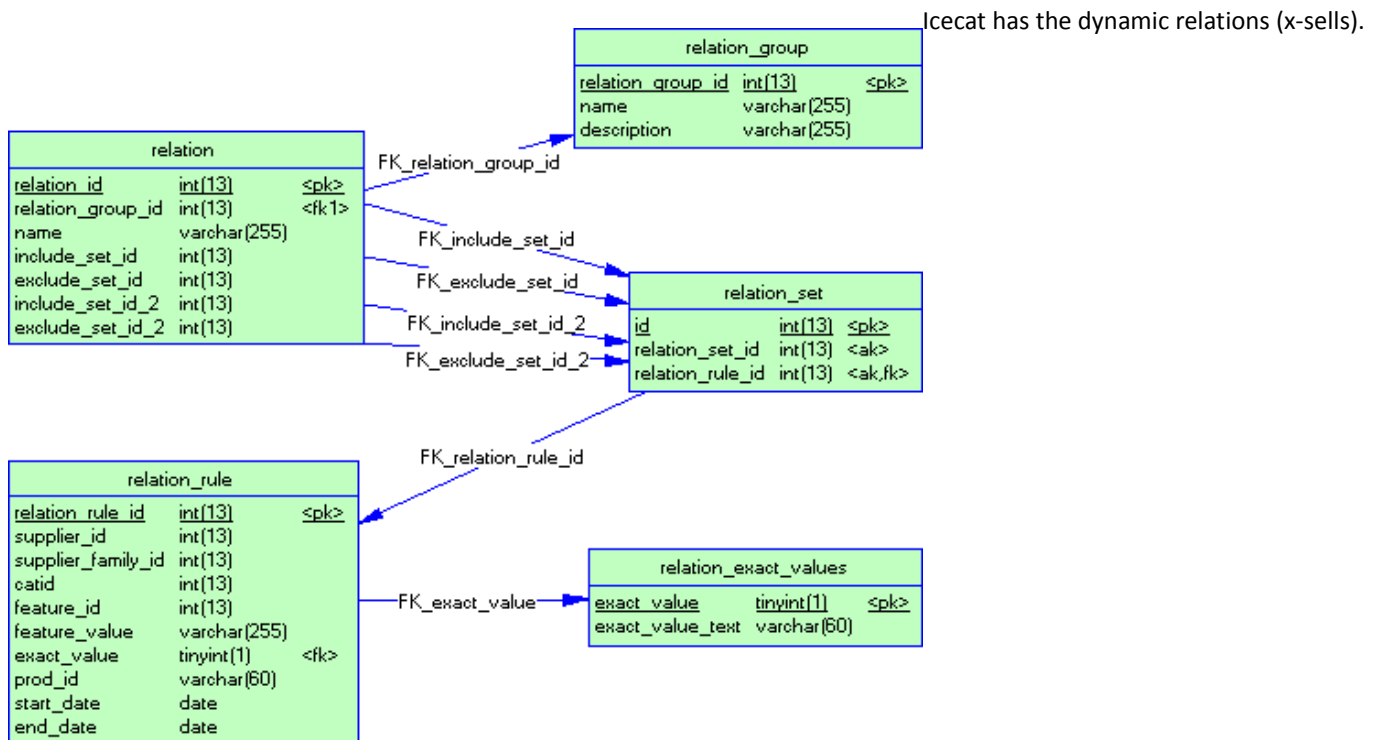 Icecat has the dynamic relations (x-sells).
relation_group
relation_group_id int(13) <pk>
name varchar(255)
description varchar(255)
relation
relation_id int(13) <pk>
relation_group_id int(13) <fk1>
name varchar(255)
include_set_id int(13)
exclude_set_id int(13)
include_set_id_2 int(13)
exclude_set_id_2 int(13)
FK_relation_group_id
FK_include_set_id
FK_exclude_set_id
FK_include_set_id_2
FK_exclude_set_id_2
relation_set
id int(13) <pk>
relation_set_id int(13) <ak>
relation_rule_id int(13) <ak,fk>
FK_relation_rule_id
relation_rule
relation_rule_id int(13) <pk>
supplier_id int(13)
supplier_family_id int(13)
catid int(13)
feature_id int(13)
feature_value varchar(255)
exact_value tinyint(1) <fk>
prod_id varchar(60)
start_date date
end_date date
FK_exact_value
relation_exact_values
exact_value tinyint(1) <pk>
exact_value_text varchar(60)